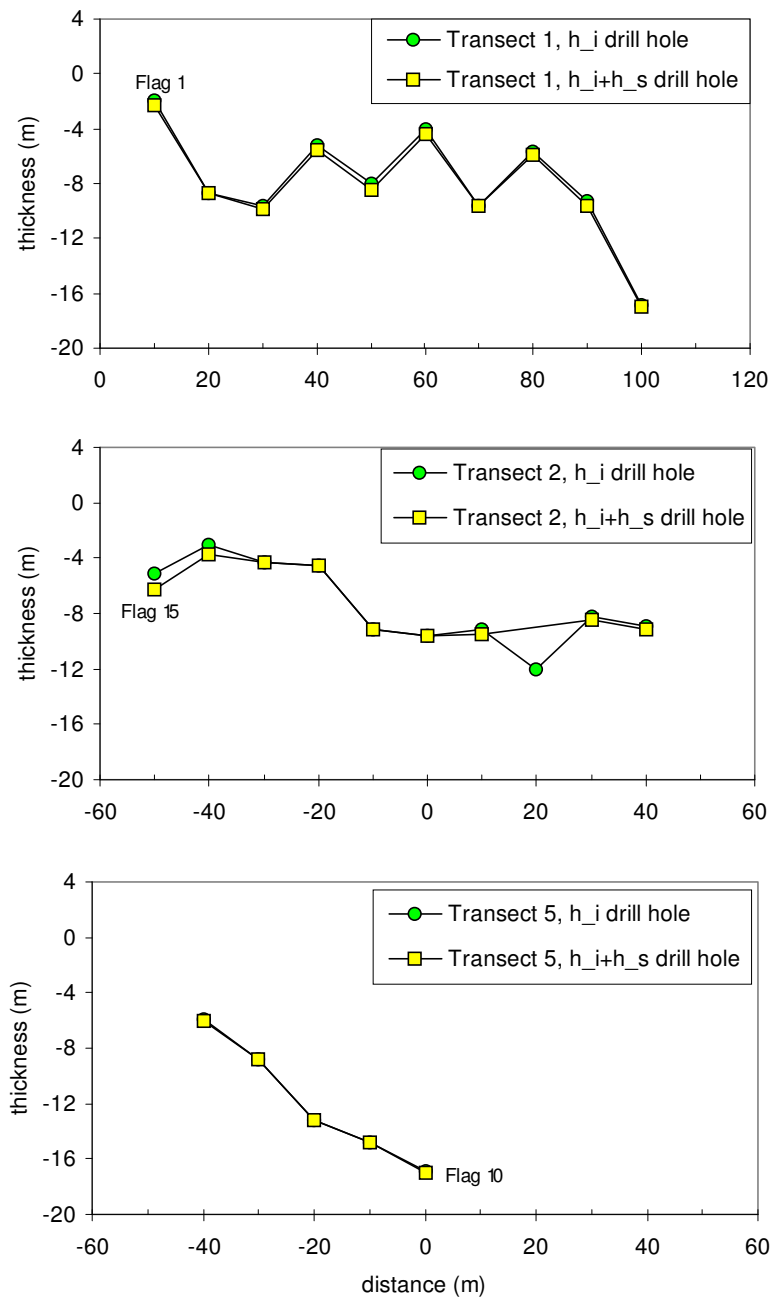 4
Transect 1, h_i drill hole
0
Flag 1
Transect 1, h_i+h_s drill hole
-4
thickness (m)
-8
-12
-16
-20
0 20 40 60 80 100 120
4
Transect 2, h_i drill hole
0
Transect 2, h_i+h_s drill hole
-4
thickness (m)
Flag 15
-8
-12
-16
-20
-60 -40 -20 0 20 40 60
4
Transect 5, h_i drill hole
0
Transect 5, h_i+h_s drill hole
-4
thickness (m)
-8
-12
-16
Flag 10
-20
-60 -40 -20 0 20 40 60
distance (m)